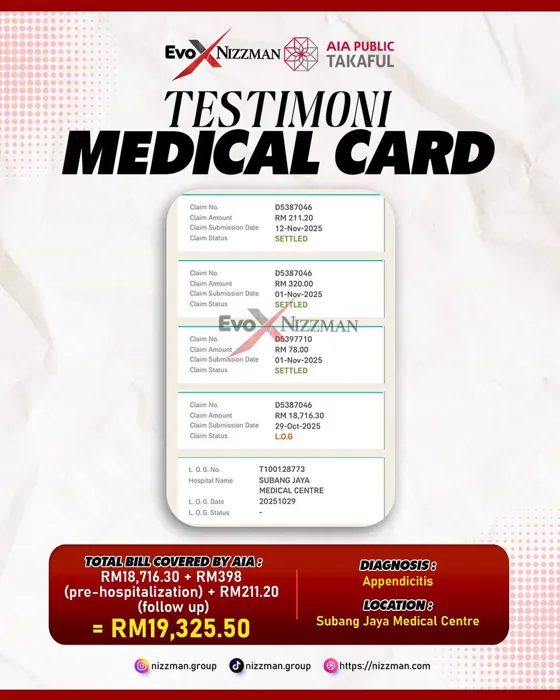 EvoXNIZZMAN AIA PUBLIC TAKAFUL
TESTIMONI
MEDICAL CARD
Claim No. D5387046
Claim Amount RM 211.20
Claim Submission Date 12-Nov-2025
Claim Status SETTLED
Claim No. D5387046
Claim Amount RM 320.00
Claim Submission Date 01-Nov-2025
Claim Status SETTLED
EvoXNIZZMAN
Claim No. D5397710
Claim Amount RM 78.00
Claim Submission Date 01-Nov-2025
Claim Status SETTLED
Claim No. D5387046
Claim Amount RM 18,716.30
Claim Submission Date 29-Oct-2025
Claim Status L.O.G
L. O. G. No. T100128773
Hospital Name SUBANG JAYA
MEDICAL CENTRE
L. O. G. Date 20251029
L. O. G. Status -
TOTAL BILL COVERED BY AIA :
RM18,716.30 + RM398
(pre-hospitalization) + RM211.20
(follow up)
= RM19,325.50
DIAGNOSIS :
Appendicitis
LOCATION :
Subang Jaya Medical Centre
nizzman.group nizzman.group https://nizzman.com